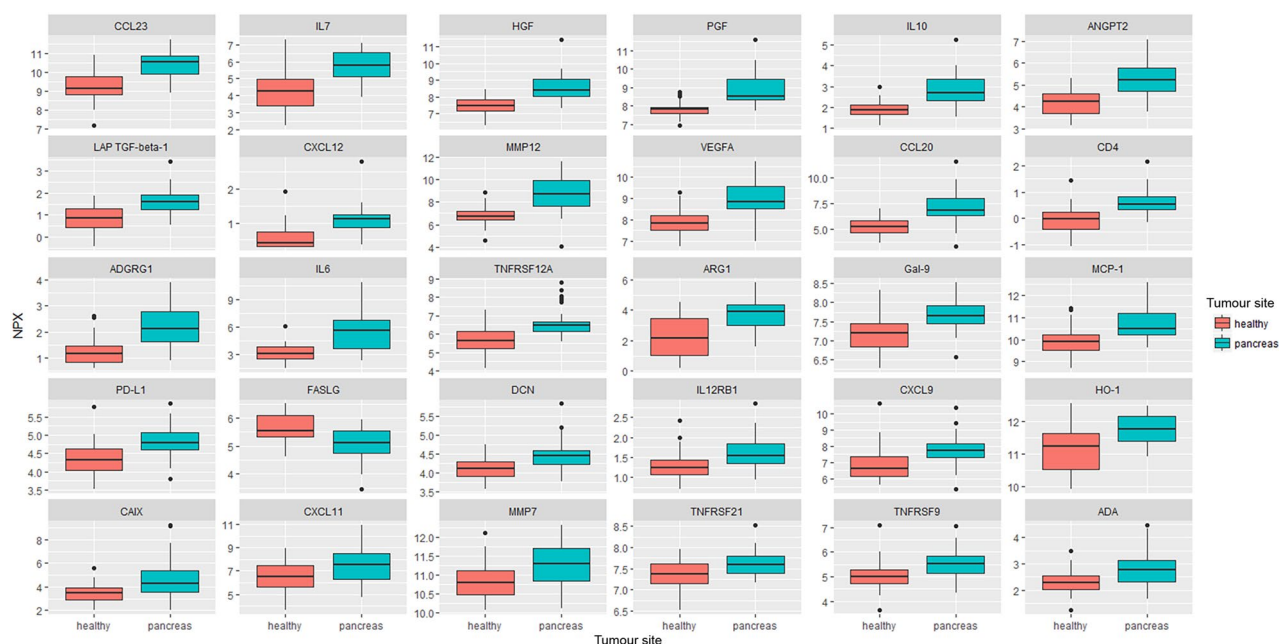 CCL23 IL7 HGF PGF IL10 ANGPT2
11 10 9 8 7
7 6 5 4 3 2
11 10 9 8 7
11 10 9 8 7
5 4 3 2 1
7 6 5 4 3
LAP TGF-beta-1 CXCL12 MMP12 VEGFA CCL20 CD4
3 2 1 0
2 1
12 10 8 6 4
11 10 9 8 7
10.0 7.5 5.0
2 1 0 -1
ADGRG1 IL6 TNFRSF12A ARG1 Gal-9 MCP-1
4 3 2 1
9 6 3
9 8 7 6 5 4
6 4 2 0
8.5 8.0 7.5 7.0 6.5
12 11 10 9
PD-L1 FASLG DCN IL12RB1 CXCL9 HO-1
5.5 5.0 4.5 4.0 3.5
6 5 4
5.5 5.0 4.5 4.0 3.5
2.5 2.0 1.5 1.0
10 9 8 7 6
12 11 10
CAIX CXCL11 MMP7 TNFRSF21 TNFRSF9 ADA
8 6 4 2
11 9 7 5
12.0 11.5 11.0 10.5 10.0
8.5 8.0 7.5 7.0 6.5
7 6 5 4
4 3 2
healthy pancreas healthy pancreas healthy pancreas healthy pancreas healthy pancreas healthy pancreas
NPX
Tumour site
Tumour site
healthy
pancreas